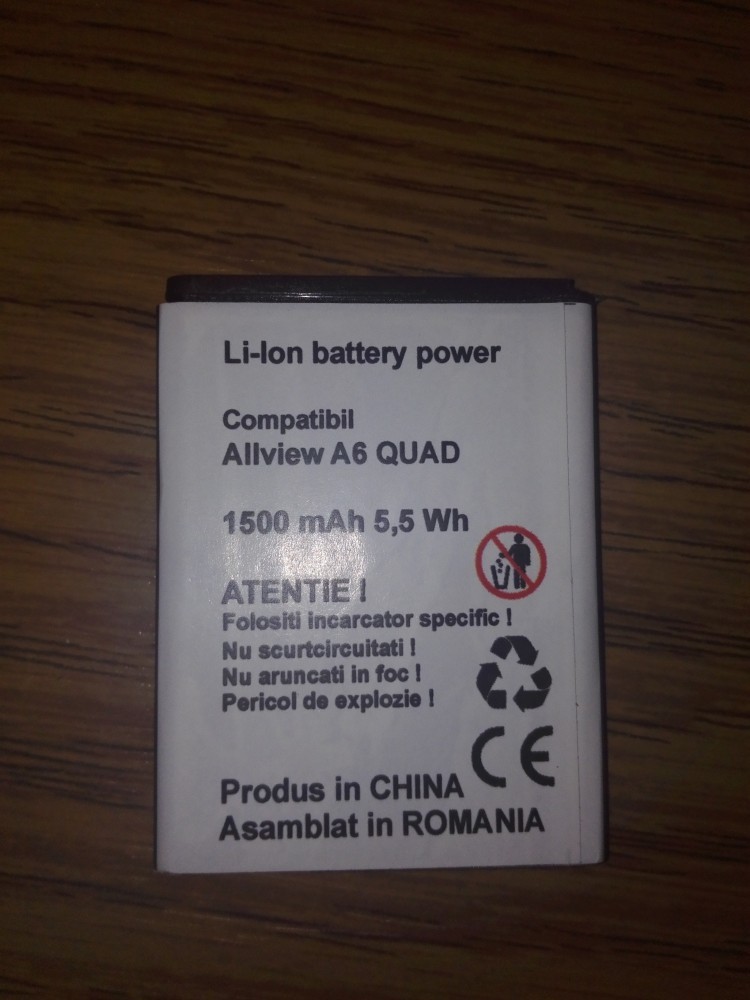 Li-Ion battery power
Compatibil
Allview A6 QUAD
1500 mAh 5,5 Wh
ATENTIE !
Folositi incarcator specific !
Nu scurtcircuitati !
Nu aruncati in foc !
Pericol de explozie !
CE
Produs in CHINA
Asamblat in ROMANIA